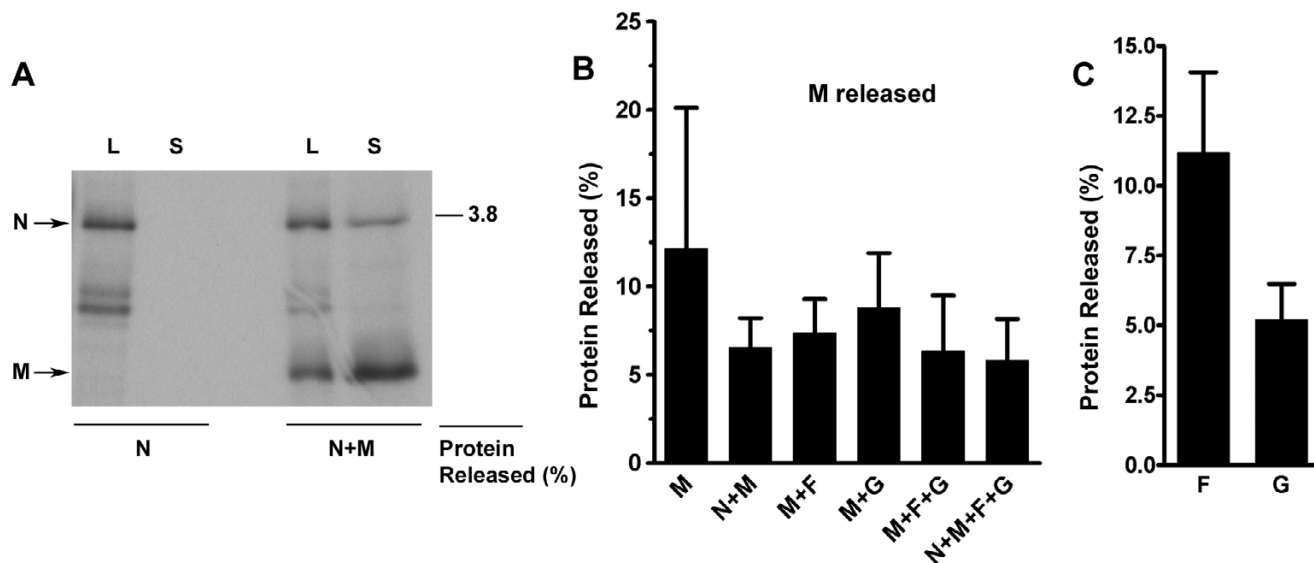 A
L S L S
N
3.8
M
N N+M Protein
Released (%)
B
M released
Protein Released (%)
25
20
15
10
5
0
M N+M M+F M+G M+F+G N+M+F+G
C
Protein Released (%)
15.0
12.5
10.0
7.5
5.0
2.5
0.0
F G